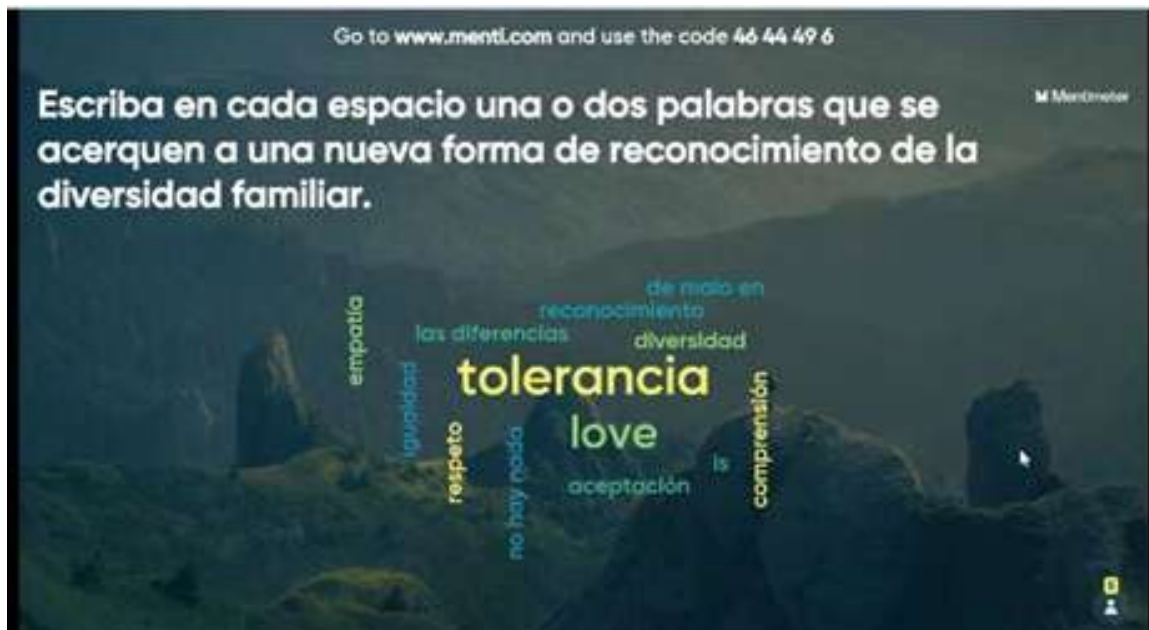 Go to www.menti.com and use the code 46 44 49 6
Mentimeter
Escriba en cada espacio una o dos palabras que se
acerquen a una nueva forma de reconocimiento de la
diversidad familiar.
de malo en
reconocimiento
las diferencias
diversidad
empatía
tolerancia
igualdad
comprensión
love
respeto
no hay nada
is
aceptación